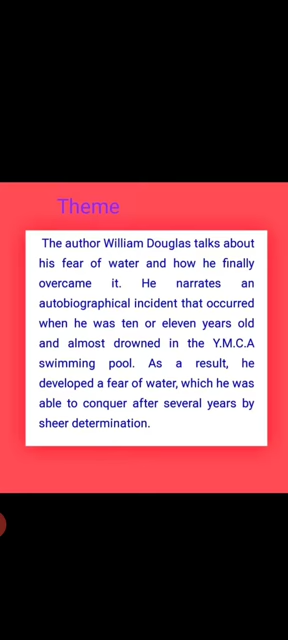 Theme
The author William Douglas talks about
his fear of water and how he finally
overcame it. He narrates an
autobiographical incident that occurred
when he was ten or eleven years old
and almost drowned in the Y.M.C.A
swimming pool. As a result, he
developed a fear of water, which he was
able to conquer after several years by
sheer determination.